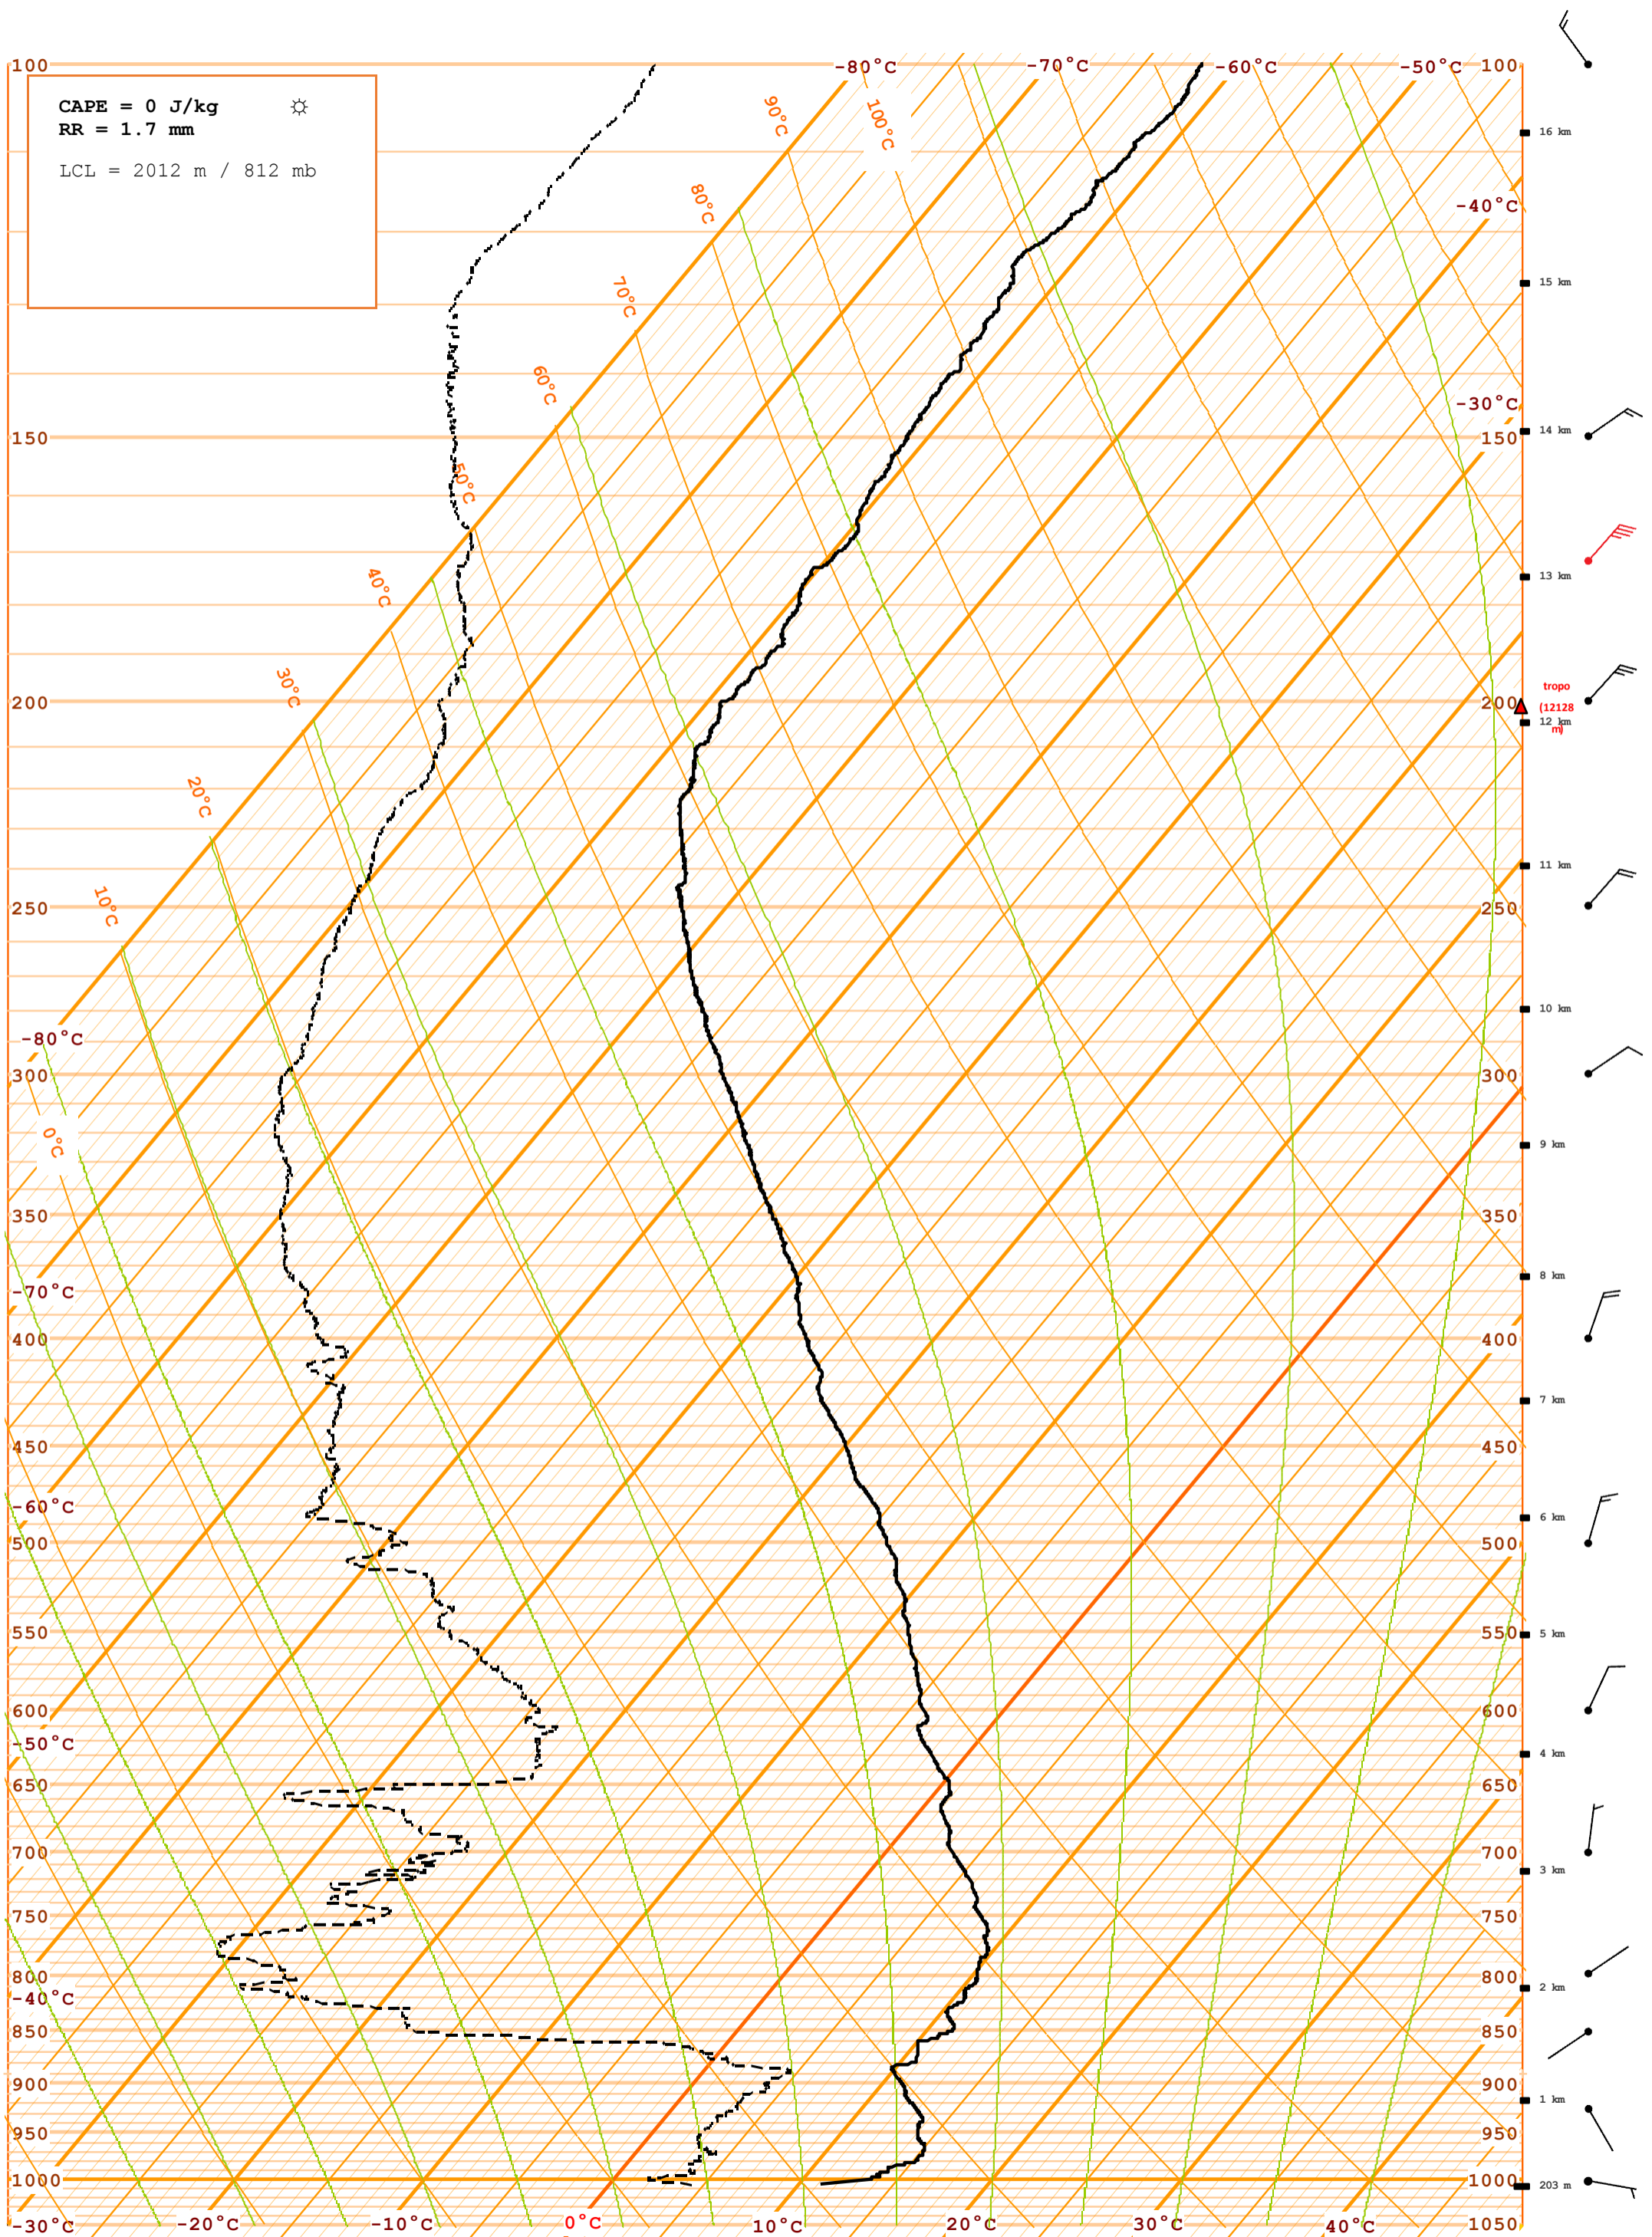 100 -80°C -70°C -60°C -50°C 100
CAPE = 0 J/kg ☼
RR = 1.7 mm
LCL = 2012 m / 812 mb
90°C 100°C
16 km
80°C -40°C
70°C 15 km
60°C -30°C
150 150 14 km
50°C
40°C 13 km
30°C tropo
200 200 (12128
12 km
m)
20°C
10°C 11 km
250 250
10 km
-80°C
300 300
0°C 9 km
350 350
8 km
-70°C
400 400
7 km
450 450
-60°C 6 km
500 500
550 550 5 km
600 600
-50°C 4 km
650 650
700 700 3 km
750 750
800 800 2 km
-40°C
850 850
900 900 1 km
950 950
1000 1000 203 m
-30°C -20°C -10°C 0°C 10°C 20°C 30°C 40°C 1050